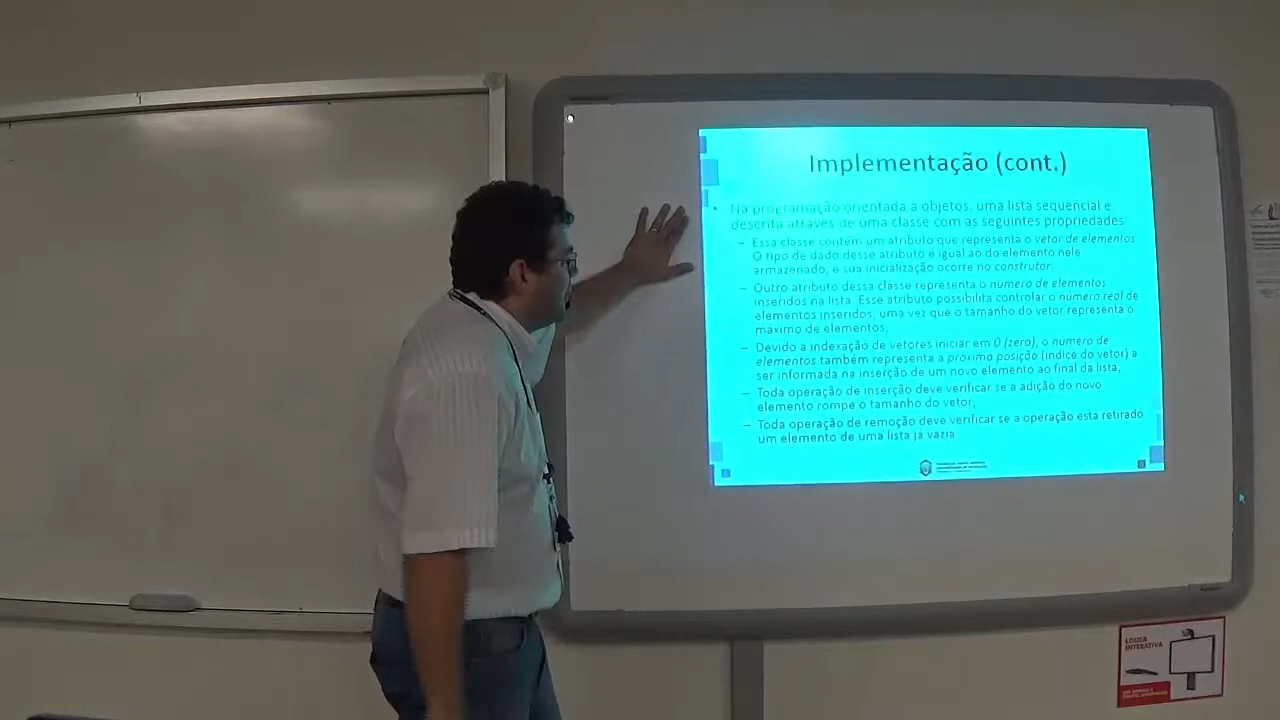 Implementação (cont.)
• Na programação orientada a objetos, uma lista sequencial e
descrita através de uma classe com as seguintes propriedades:
– Essa classe contém um atributo que representa o vetor de elementos
O tipo de dado desse atributo e igual ao do elemento nele
armazenado, e sua inicialização ocorre no construtor;
– Outro atributo dessa classe representa o número de elementos
inseridos na lista. Esse atributo possibilita controlar o número real de
elementos inseridos, uma vez que o tamanho do vetor representa o
máximo de elementos;
– Devido a indexação de vetores iniciar em 0 (zero), o número de
elementos também representa a próxima posição (índice do vetor) a
ser informada na inserção de um novo elemento ao final da lista;
– Toda operação de inserção deve verificar se a adição do novo
elemento rompe o tamanho do vetor;
– Toda operação de remoção deve verificar se a operação está retirado
um elemento de uma lista já vazia
LOUSA
INTERATIVA